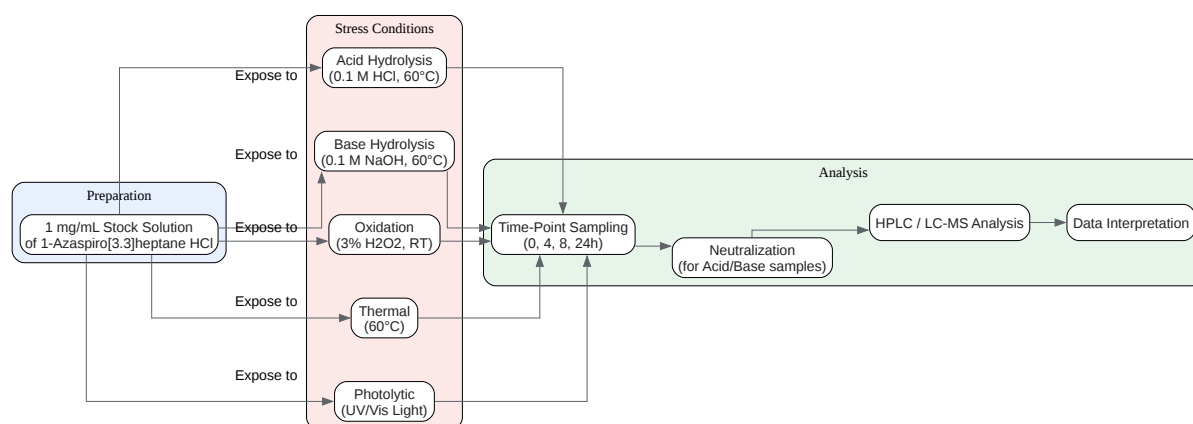 Stress Conditions
Acid Hydrolysis
(0.1 M HCl, 60°C)
Expose to
Base Hydrolysis
(0.1 M NaOH, 60°C)
Expose to
Analysis
Preparation
1 mg/mL Stock Solution
of 1-Azaspiro[3.3]heptane HCl
Expose to
Oxidation
(3% H2O2, RT)
Time-Point Sampling
(0, 4, 8, 24h)
Neutralization
(for Acid/Base samples)
HPLC / LC-MS Analysis
Data Interpretation
Expose to
Thermal
(60°C)
Expose to
Photolytic
(UV/Vis Light)